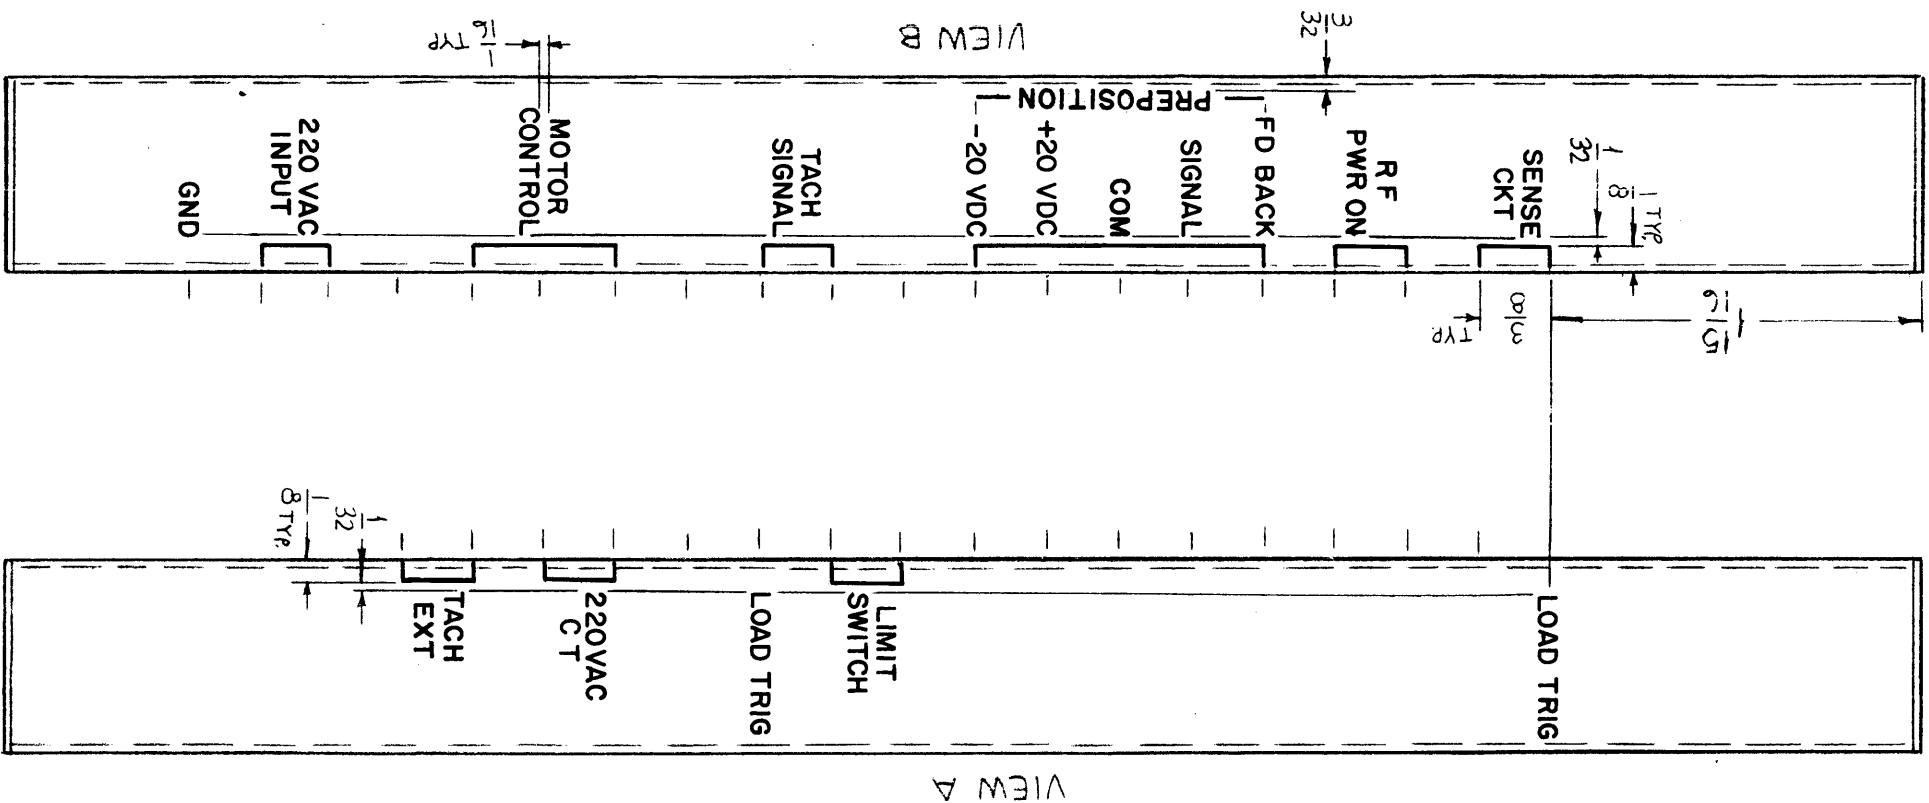 VIEW B
1/16 TYP
3/32
PREPOSITION
GND
220 VAC
INPUT
MOTOR
CONTROL
TACH
SIGNAL
-20 VDC
+20 VDC
COM
SIGNAL
FD BACK
RF
PWR ON
SENSE
CKT
1/32
1/8 TYP.
3/8 TYP.
1 15/16
1/8 TYP.
1/32
TACH
EXT
220VAC
CT
LOAD TRIG
LIMIT
SWITCH
LOAD TRIG
VIEW A